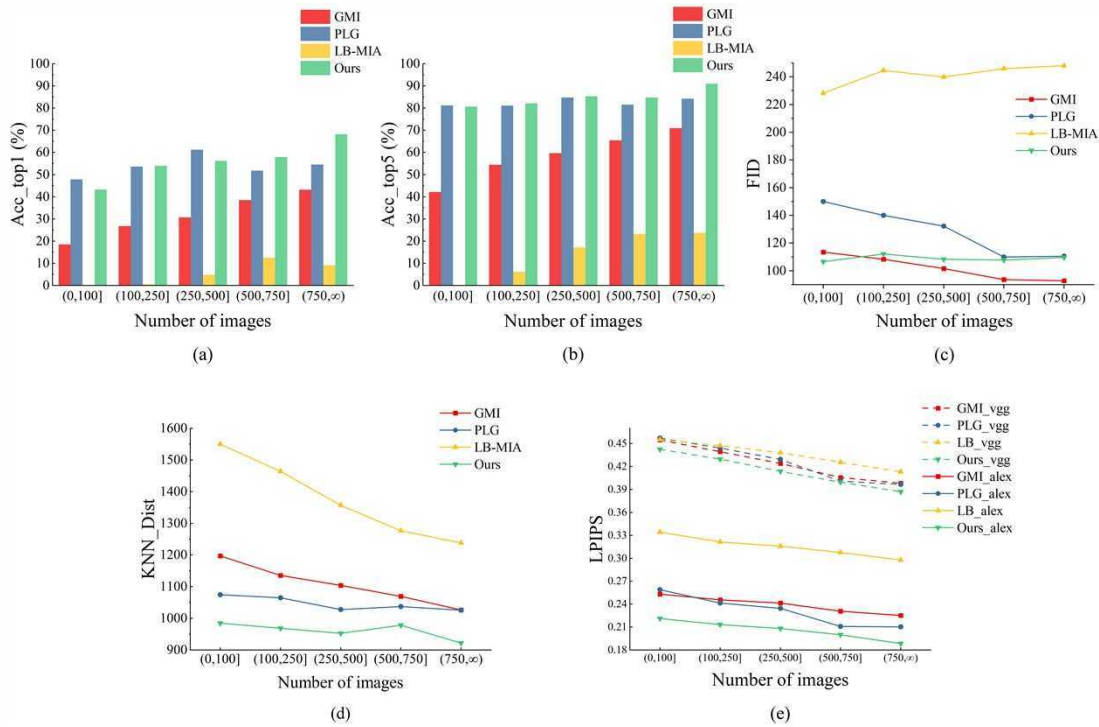 GMI
PLG
LB-MIA
Ours
100
90
80
70
60
50
40
30
20
10
0
Acc_top1 (%)
(0,100] (100,250] (250,500] (500,750] (750,∞)
Number of images
(a)
GMI
PLG
LB-MIA
Ours
100
90
80
70
60
50
40
30
20
10
0
Acc_top5 (%)
(0,100] (100,250] (250,500] (500,750] (750,∞)
Number of images
(b)
240
220
200
180
160
140
120
100
FID
GMI
PLG
LB-MIA
Ours
(0,100] (100,250] (250,500] (500,750] (750,∞)
Number of images
(c)
1600
1500
1400
1300
1200
1100
1000
900
KNN_Dist
GMI
PLG
LB-MIA
Ours
(0,100] (100,250] (250,500] (500,750] (750,∞)
Number of images
(d)
0.45
0.42
0.39
0.36
0.33
0.30
0.27
0.24
0.21
0.18
LPIPS
GMI_vgg
PLG_vgg
LB_vgg
Ours_vgg
GMI_alex
PLG_alex
LB_alex
Ours_alex
(0,100] (100,250] (250,500] (500,750] (750,∞)
Number of images
(e)